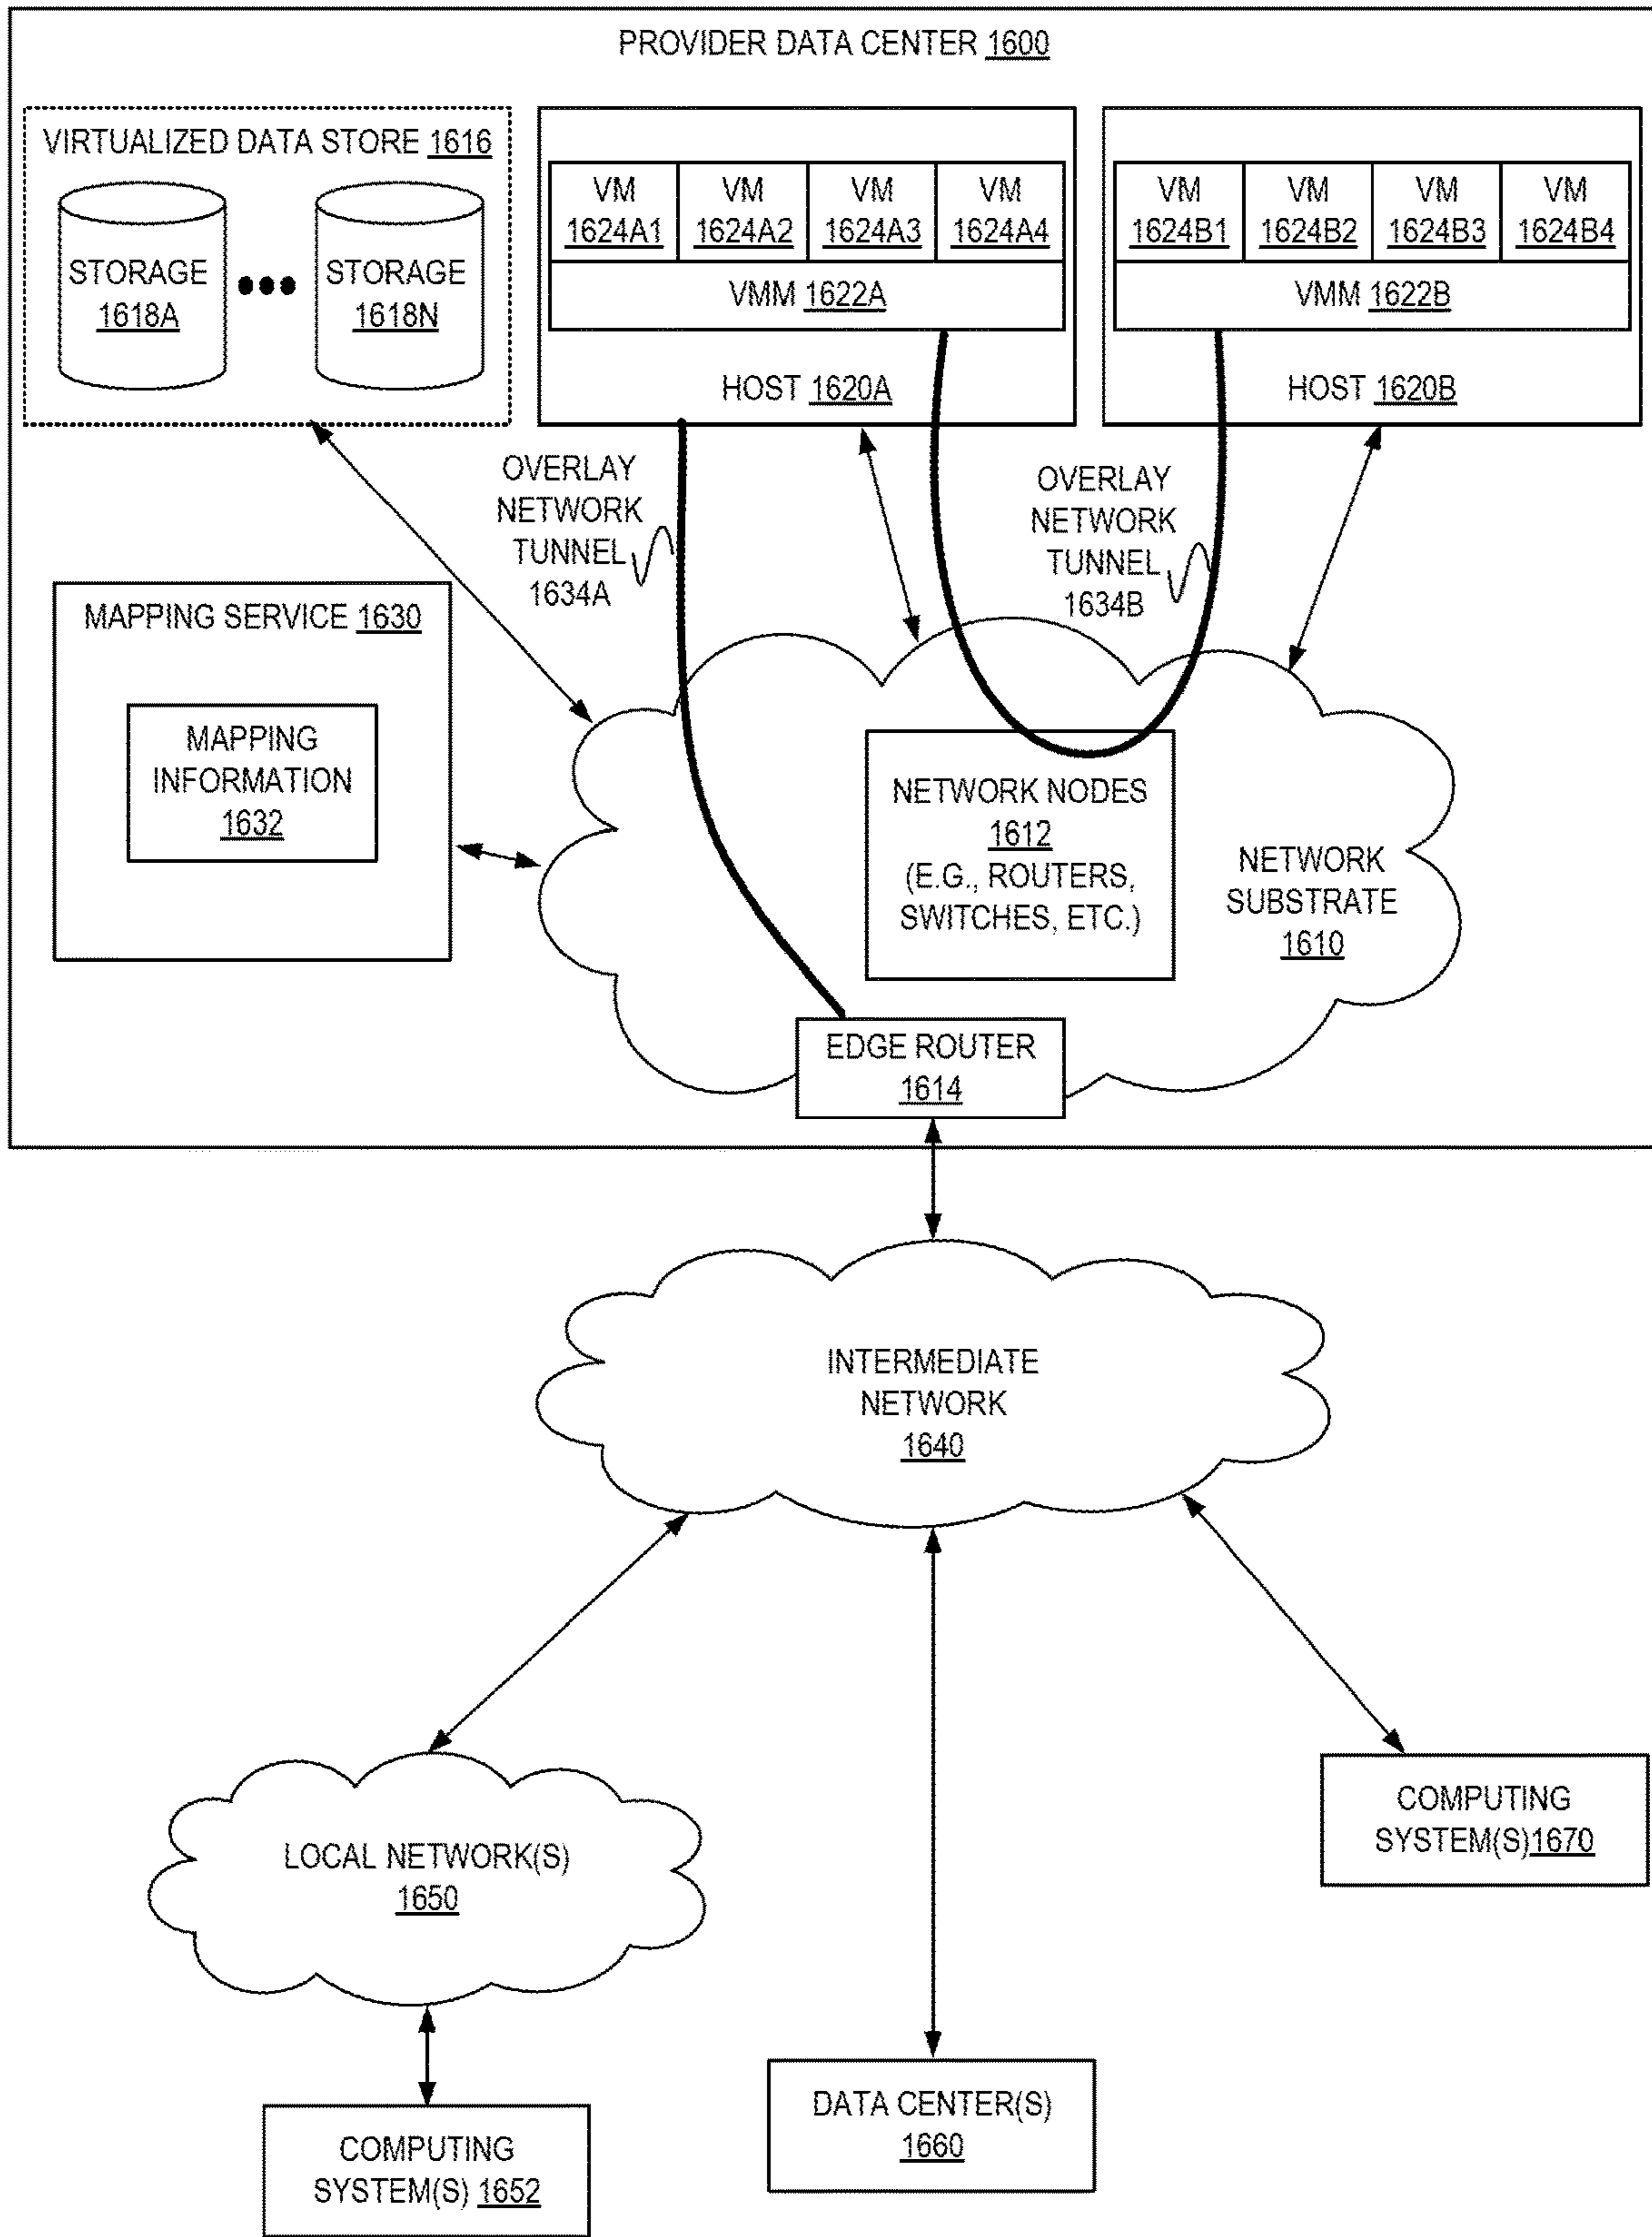 PROVIDER DATA CENTER 1600
VIRTUALIZED DATA STORE 1616
STORAGE
1618A
STORAGE
1618N
VM
1624A1
VM
1624A2
VM
1624A3
VM
1624A4
VMM 1622A
HOST 1620A
VM
1624B1
VM
1624B2
VM
1624B3
VM
1624B4
VMM 1622B
HOST 1620B
OVERLAY
NETWORK
TUNNEL
1634A
OVERLAY
NETWORK
TUNNEL
1634B
MAPPING SERVICE 1630
MAPPING
INFORMATION
1632
NETWORK NODES
1612
(E.G., ROUTERS,
SWITCHES, ETC.)
NETWORK
SUBSTRATE
1610
EDGE ROUTER
1614
INTERMEDIATE
NETWORK
1640
LOCAL NETWORK(S)
1650
COMPUTING
SYSTEM(S) 1670
DATA CENTER(S)
1660
COMPUTING
SYSTEM(S) 1652